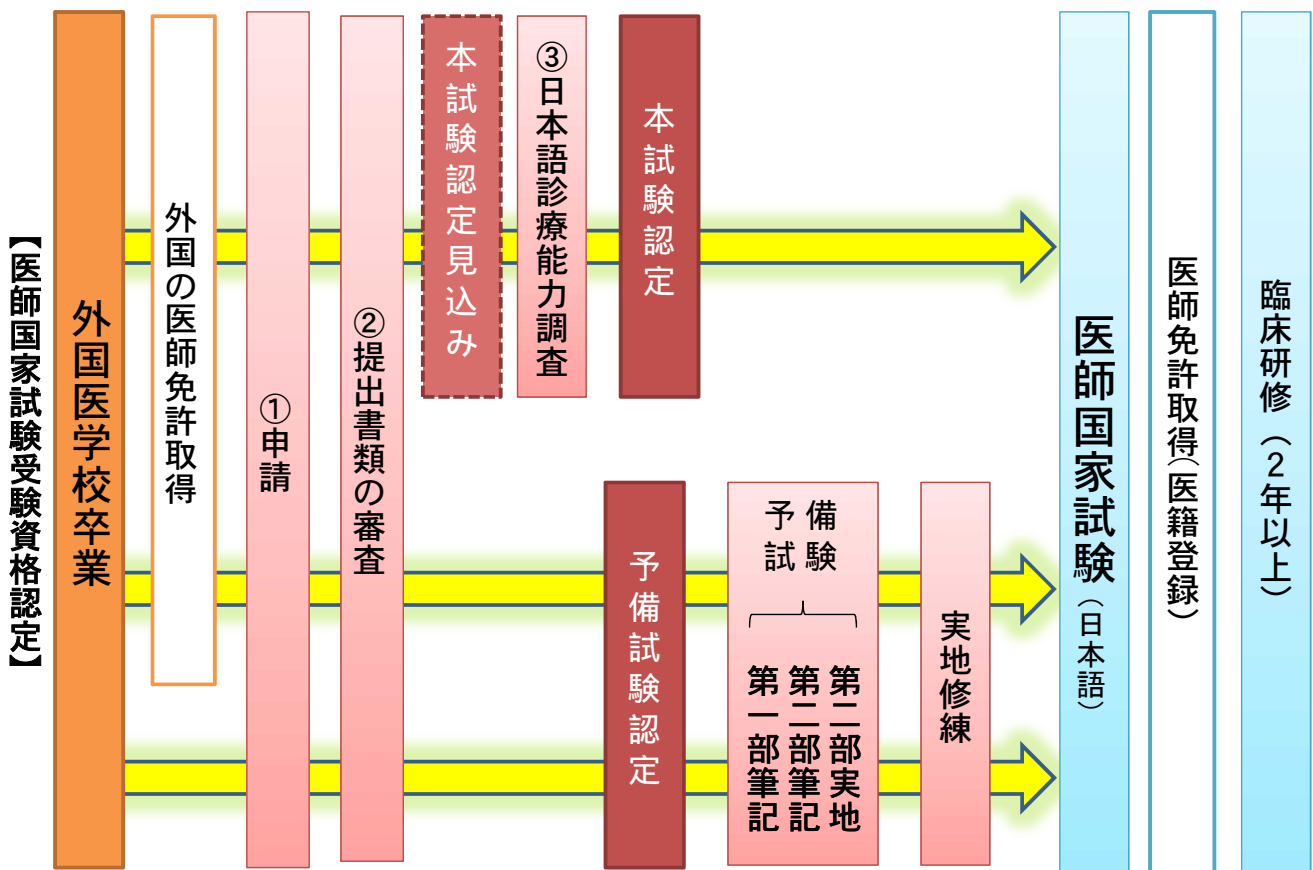 【医師国家試験受験資格認定】
外国医学校卒業
外国の医師免許取得
①申請
②提出書類の審査
本試験認定見込み
③日本語診療能力調査
本試験認定
予備試験認定
予備
試験
第一部筆記
第二部筆記
第二部実地
実地修練
医師国家試験（日本語）
医師免許取得（医籍登録）
臨床研修（２年以上）